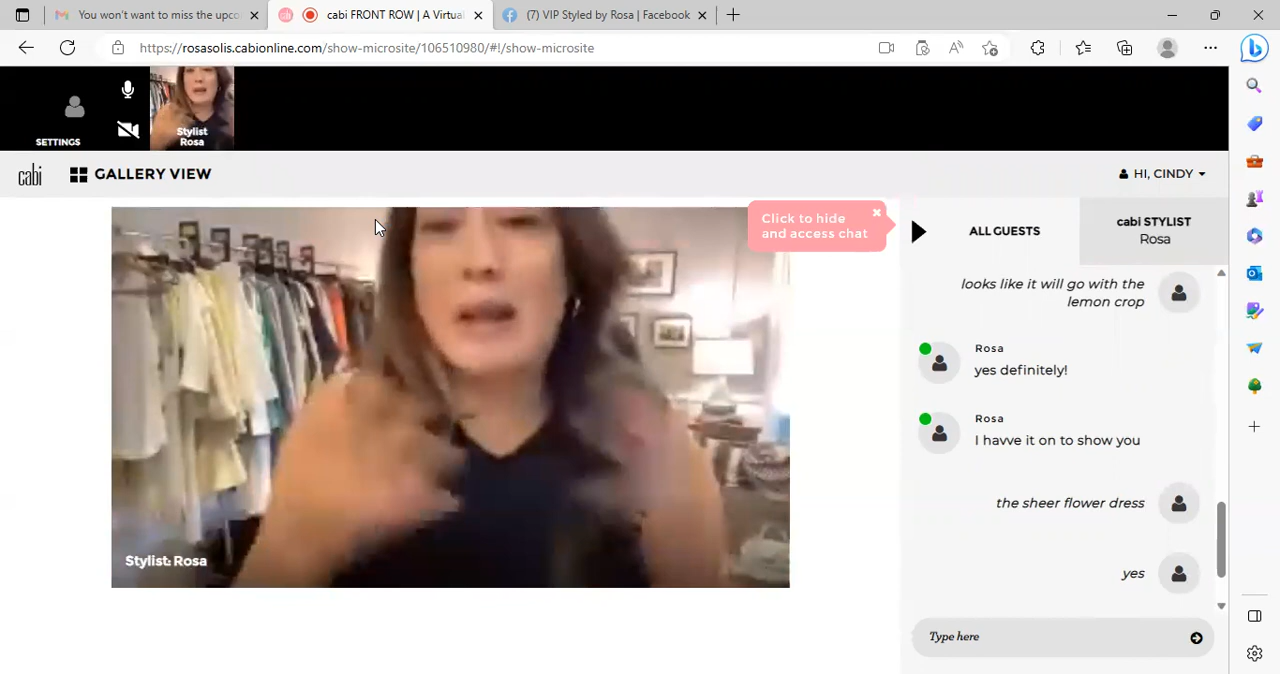 You won't want to miss the upco
cabi FRONT ROW | A Virtual
(7) VIP Styled by Rosa | Facebook
https://rosasolis.cabionline.com/show-microsite/106510980/#!/show-microsite
SETTINGS
Stylist
Rosa
cabi
GALLERY VIEW
HI, CINDY
Click to hide
and access chat
ALL GUESTS
cabi STYLIST
Rosa
looks like it will go with the
lemon crop
Rosa
yes definitely!
Rosa
I havve it on to show you
the sheer flower dress
yes
Stylist: Rosa
Type here